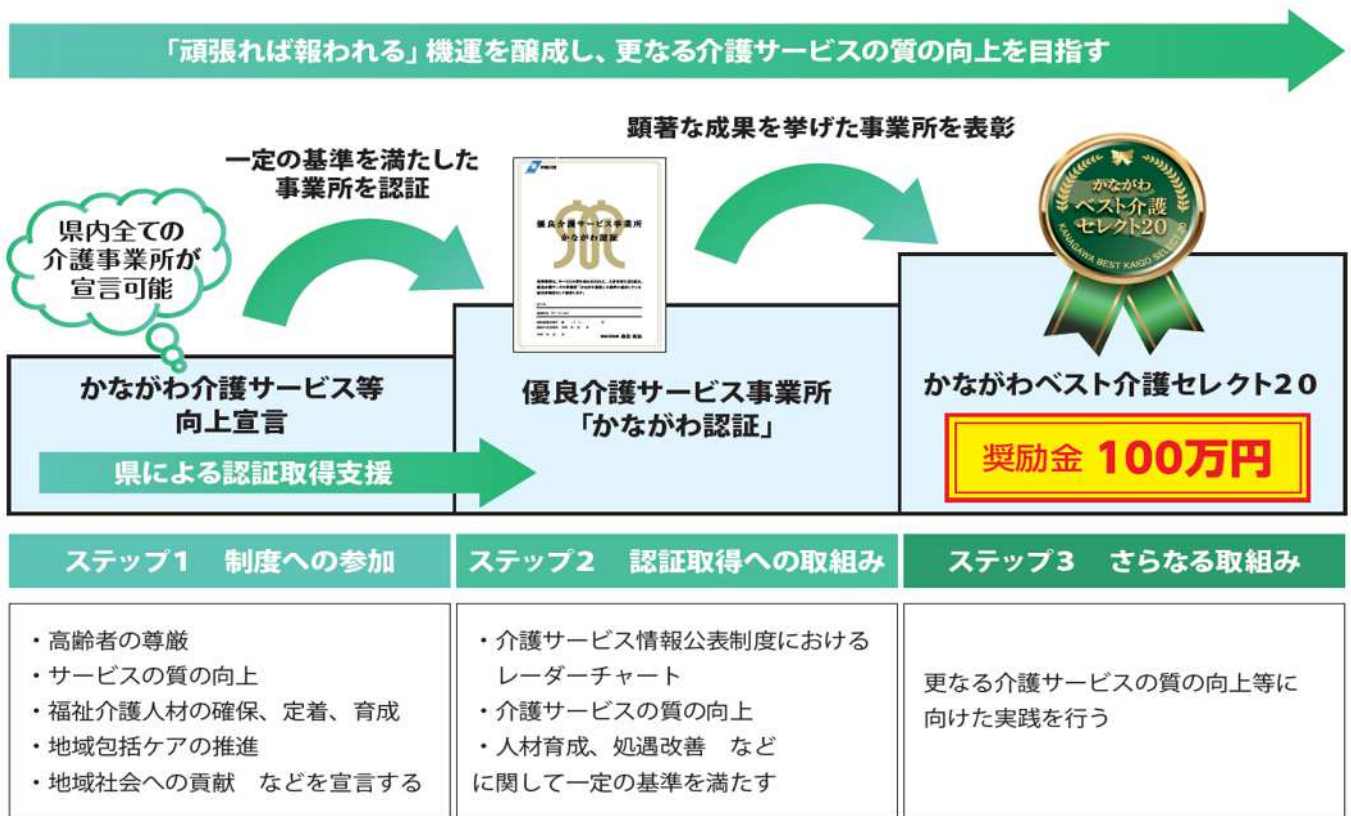 「頑張れば報われる」機運を醸成し、更なる介護サービスの質の向上を目指す
顕著な成果を挙げた事業所を表彰
一定の基準を満たした
事業所を認証
県内全ての
介護事業所が
宣言可能
優良介護サービス事業所
かながわ認証
かながわ
ベスト介護
セレクト20
KANAGAWA BEST KAIGO SELECT 20
かながわ介護サービス等
向上宣言
優良介護サービス事業所
「かながわ認証」
かながわベスト介護セレクト20
県による認証取得支援
奨励金 100万円
ステップ1 制度への参加
ステップ2 認証取得への取組み
ステップ3 さらなる取組み
・高齢者の尊厳
・サービスの質の向上
・福祉介護人材の確保、定着、育成
・地域包括ケアの推進
・地域社会への貢献 などを宣言する
・介護サービス情報公表制度における
レーダーチャート
・介護サービスの質の向上
・人材育成、処遇改善 など
に関して一定の基準を満たす
更なる介護サービスの質の向上等に
向けた実践を行う